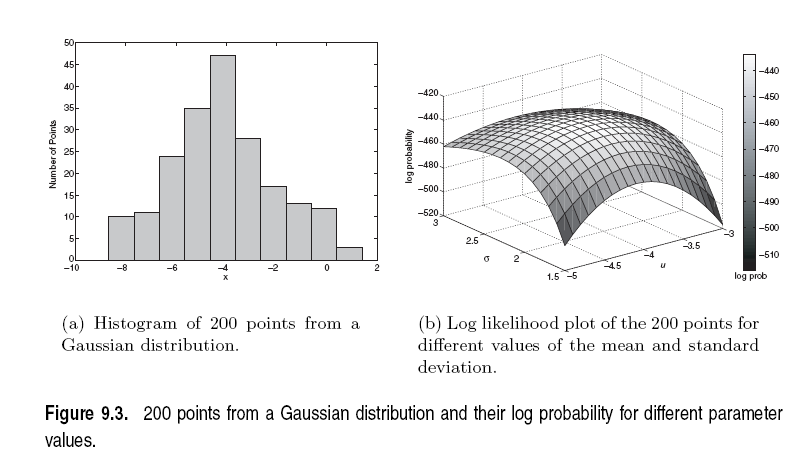 50
45
40
35
30
25
20
15
10
5
0
Number of Points
−10 −8 −6 −4 −2 0 2
x
−420
−440
−460
−480
−500
−520
log probability
3
2.5
2
1.5
σ
−5
−4.5
−4
−3.5
−3
u
−440
−450
−460
−470
−480
−490
−500
−510
log prob
(a) Histogram of 200 points from a
Gaussian distribution.
(b) Log likelihood plot of the 200 points for
different values of the mean and standard
deviation.
Figure 9.3. 200 points from a Gaussian distribution and their log probability for different parameter
values.